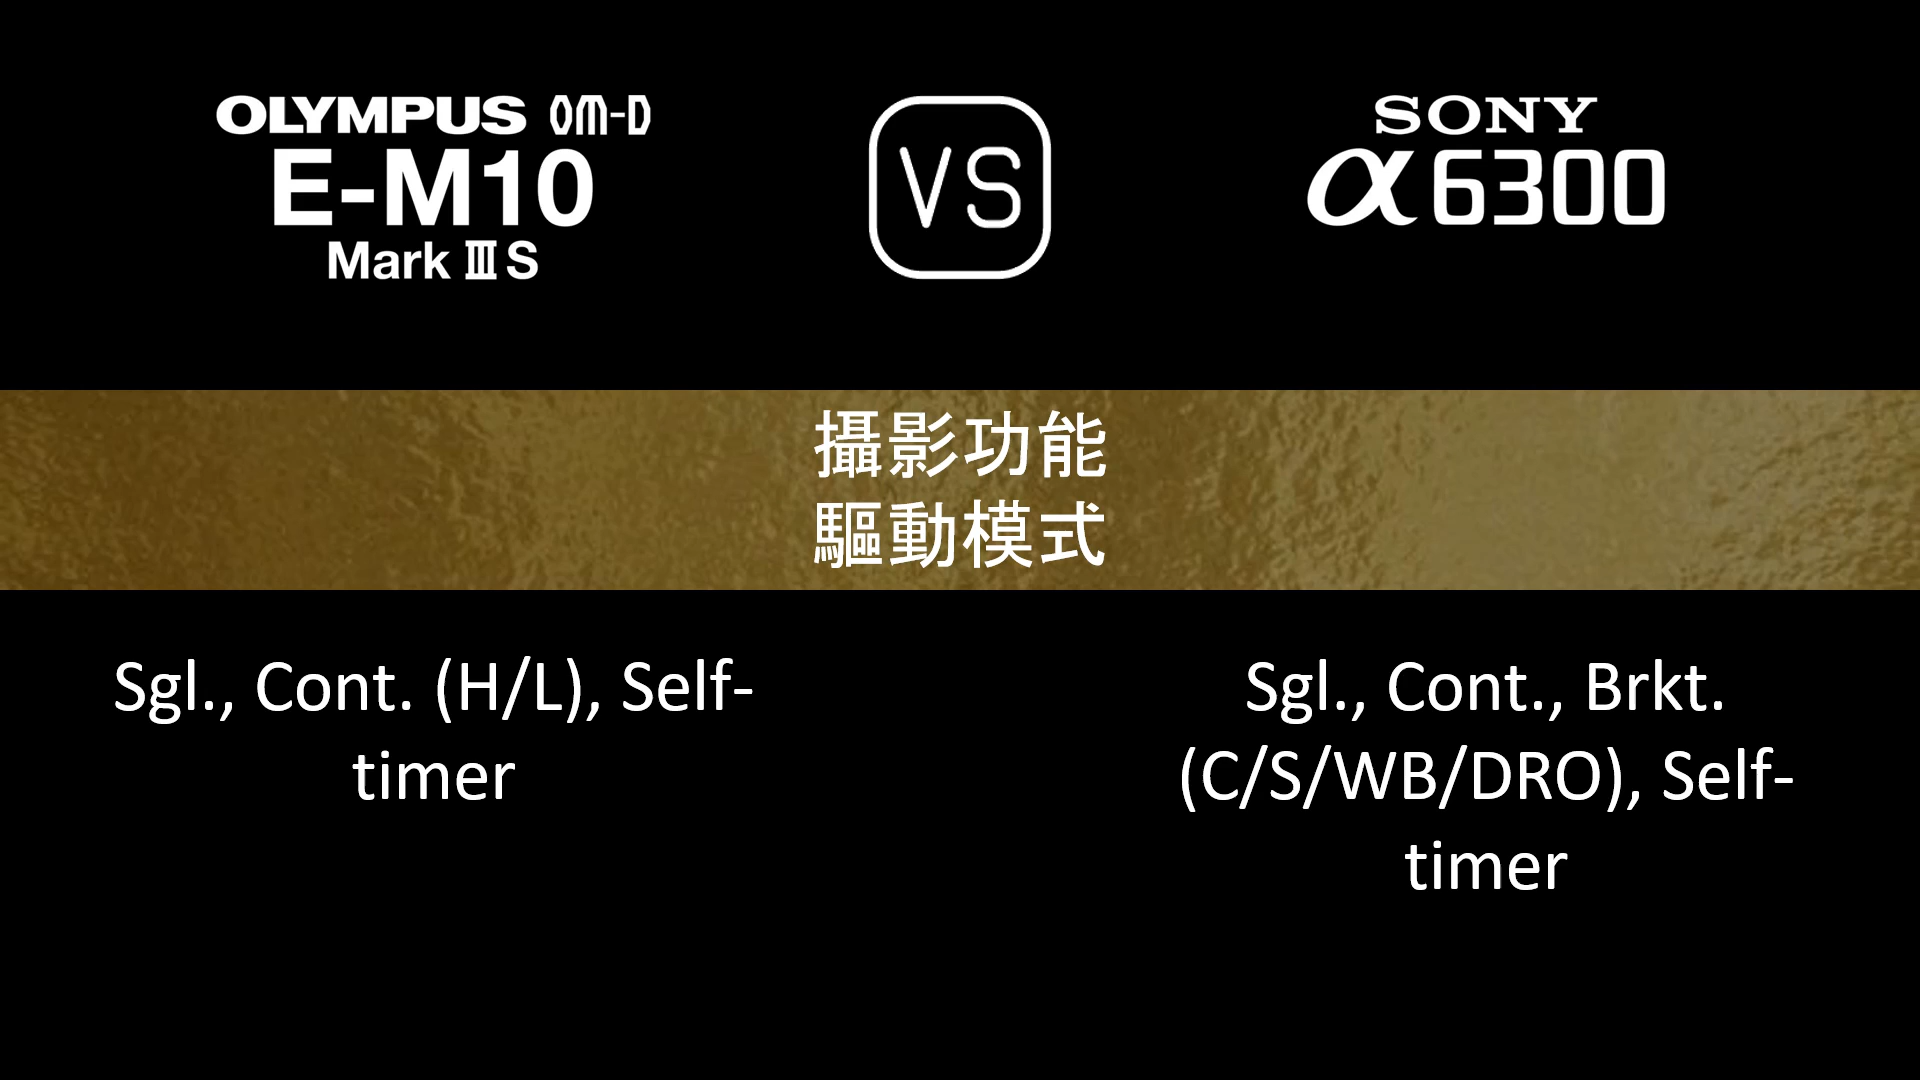 OLYMPUS OM-D
E-M10
Mark III S
VS
SONY
α6300
攝影功能
驅動模式
Sgl., Cont. (H/L), Self-
timer
Sgl., Cont., Brkt.
(C/S/WB/DRO), Self-
timer